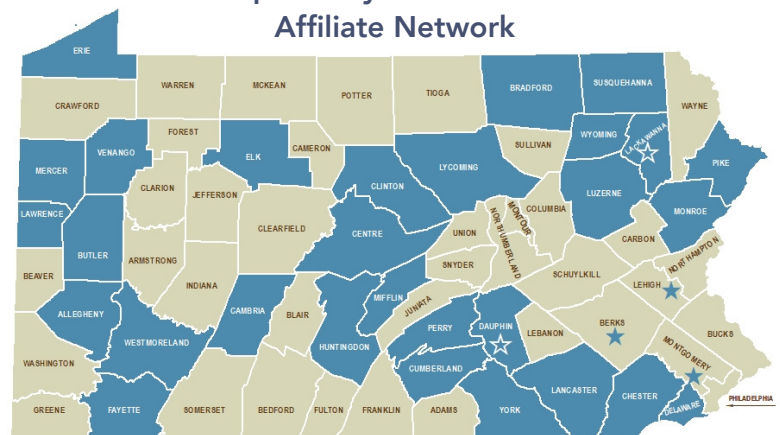 Affiliate Network
ERIE
WARREN
MCKEAN
POTTER
TIOGA
BRADFORD
SUSQUEHANNA
WAYNE
CRAWFORD
FOREST
CAMERON
ELK
VENANGO
MERCER
CLARION
JEFFERSON
CLINTON
LYCOMING
SULLIVAN
WYOMING
LACKAWANNA
PIKE
LUZERNE
MONROE
LAWRENCE
BUTLER
ARMSTRONG
CLEARFIELD
CENTRE
UNION
NORTHUMBERLAND
MONTOUR
COLUMBIA
CARBON
NORTHAMPTON
BEAVER
INDIANA
SNYDER
SCHUYLKILL
LEHIGH
ALLEGHENY
WESTMORELAND
CAMBRIA
BLAIR
HUNTINGDON
MIFFLIN
JUNIATA
PERRY
DAUPHIN
LEBANON
BERKS
BUCKS
MONTGOMERY
WASHINGTON
CUMBERLAND
LANCASTER
CHESTER
DELAWARE
PHILADELPHIA
GREENE
FAYETTE
SOMERSET
BEDFORD
FULTON
FRANKLIN
ADAMS
YORK